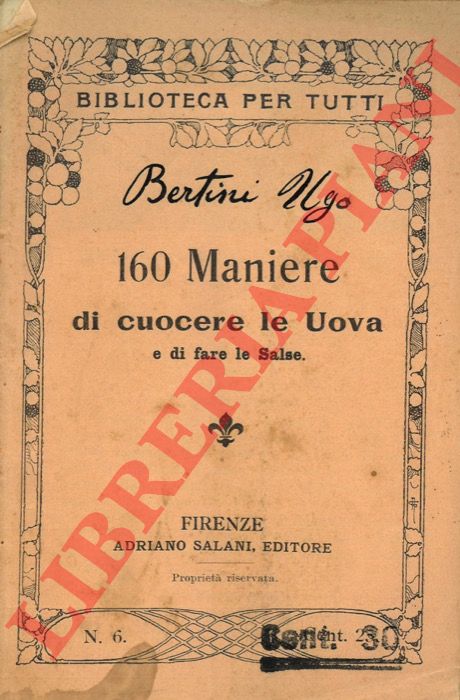 BIBLIOTECA PER TUTTI
Bertini Ugo
160 Maniere
di cuocere le Uova
e di fare le Salse.
FIRENZE
ADRIANO SALANI, EDITORE
Proprietà riservata.
N. 6.
Cent. 30
LIBRERIA PIANI